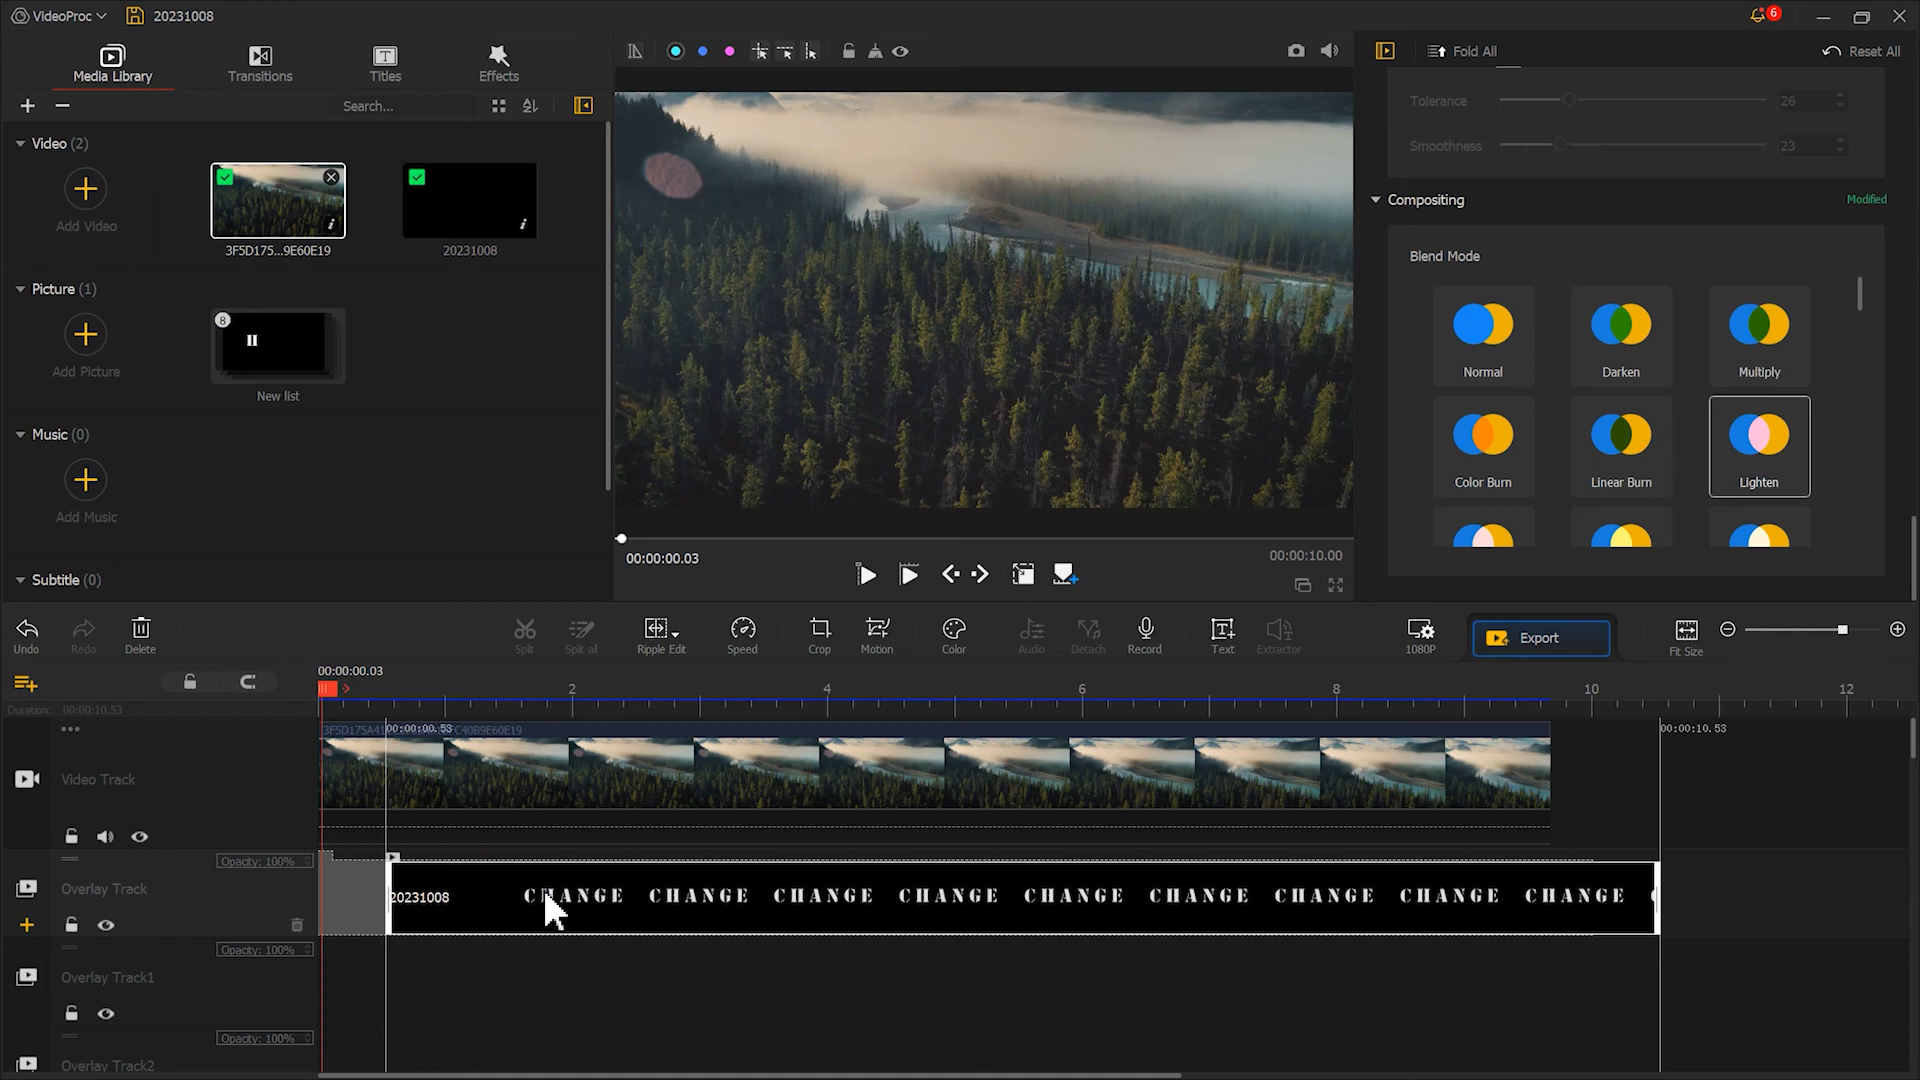 VideoProc 20231008 6
Media Library Transitions Titles Effects
Search...
Fold All Reset All
Tolerance 26
Smoothness 23
Video (2)
Add Video
3F5D175...9E60E19
20231008
Picture (1)
8
Add Picture
New list
Music (0)
Add Music
Subtitle (0)
Compositing Modified
Blend Mode
Normal Darken Multiply
Color Burn Linear Burn Lighten
00:00:00.03 00:00:10.00
Undo Redo Delete Split Split all Ripple Edit Speed Crop Motion Color Audio Detach Record Text Extractor 1080P Export Fit Size
00:00:00.03
2 4 6 8 10 12
Duration: 00:00:10.53
00:00:00.53 00:00:10.53
Video Track
Opacity: 100%
Overlay Track
20231008 CHANGE CHANGE CHANGE CHANGE CHANGE CHANGE CHANGE CHANGE CHANGE
Opacity: 100%
Overlay Track1
Opacity: 100%
Overlay Track2